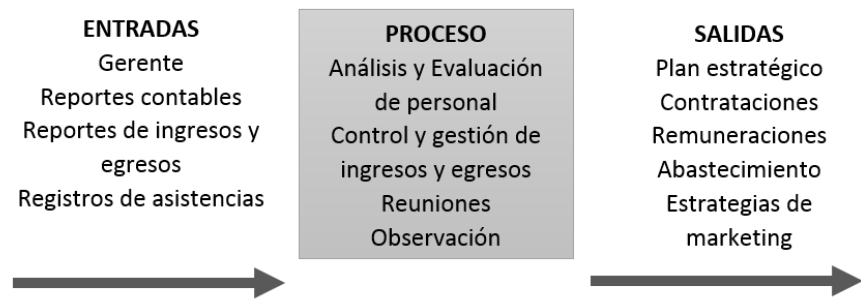 ENTRADAS
Gerente
Reportes contables
Reportes de ingresos y
egresos
Registros de asistencias
PROCESO
Análisis y Evaluación
de personal
Control y gestión de
ingresos y egresos
Reuniones
Observación
SALIDAS
Plan estratégico
Contrataciones
Remuneraciones
Abastecimiento
Estrategias de
marketing